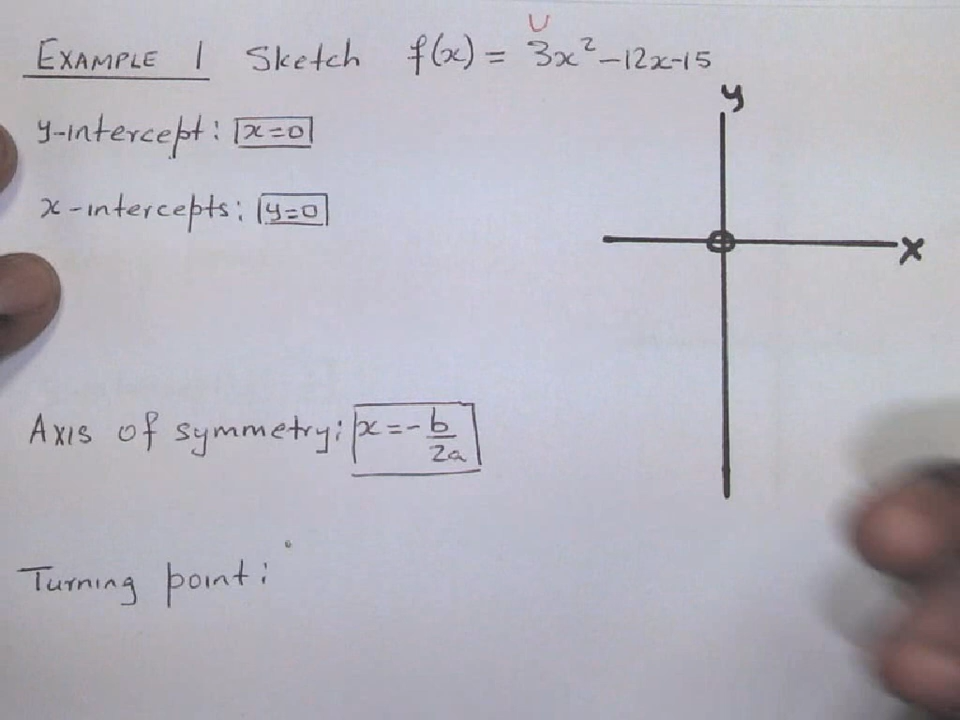 EXAMPLE 1 Sketch f(x) = 3x² -12x-15
y-intercept: x=0
x-intercepts: y=0
Axis of symmetry: x=-b/2a
Turning point:
y
x